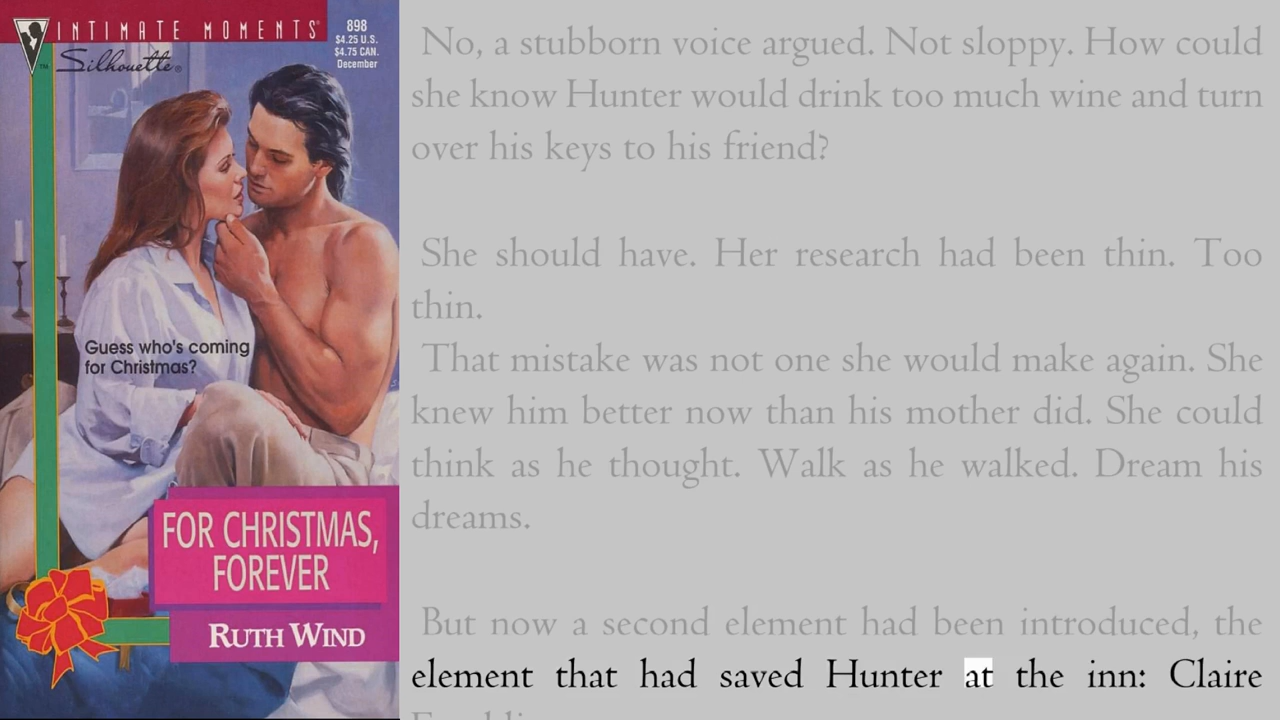 INTIMATE MOMENTS®
898
$4.25 U.S.
$4.75 CAN.
December
™
Silhouette®
Guess who's coming
for Christmas?
FOR CHRISTMAS,
FOREVER
RUTH WIND
No, a stubborn voice argued. Not sloppy. How could
she know Hunter would drink too much wine and turn
over his keys to his friend?
She should have. Her research had been thin. Too
thin.
That mistake was not one she would make again. She
knew him better now than his mother did. She could
think as he thought. Walk as he walked. Dream his
dreams.
But now a second element had been introduced, the
element that had saved Hunter at the inn: Claire